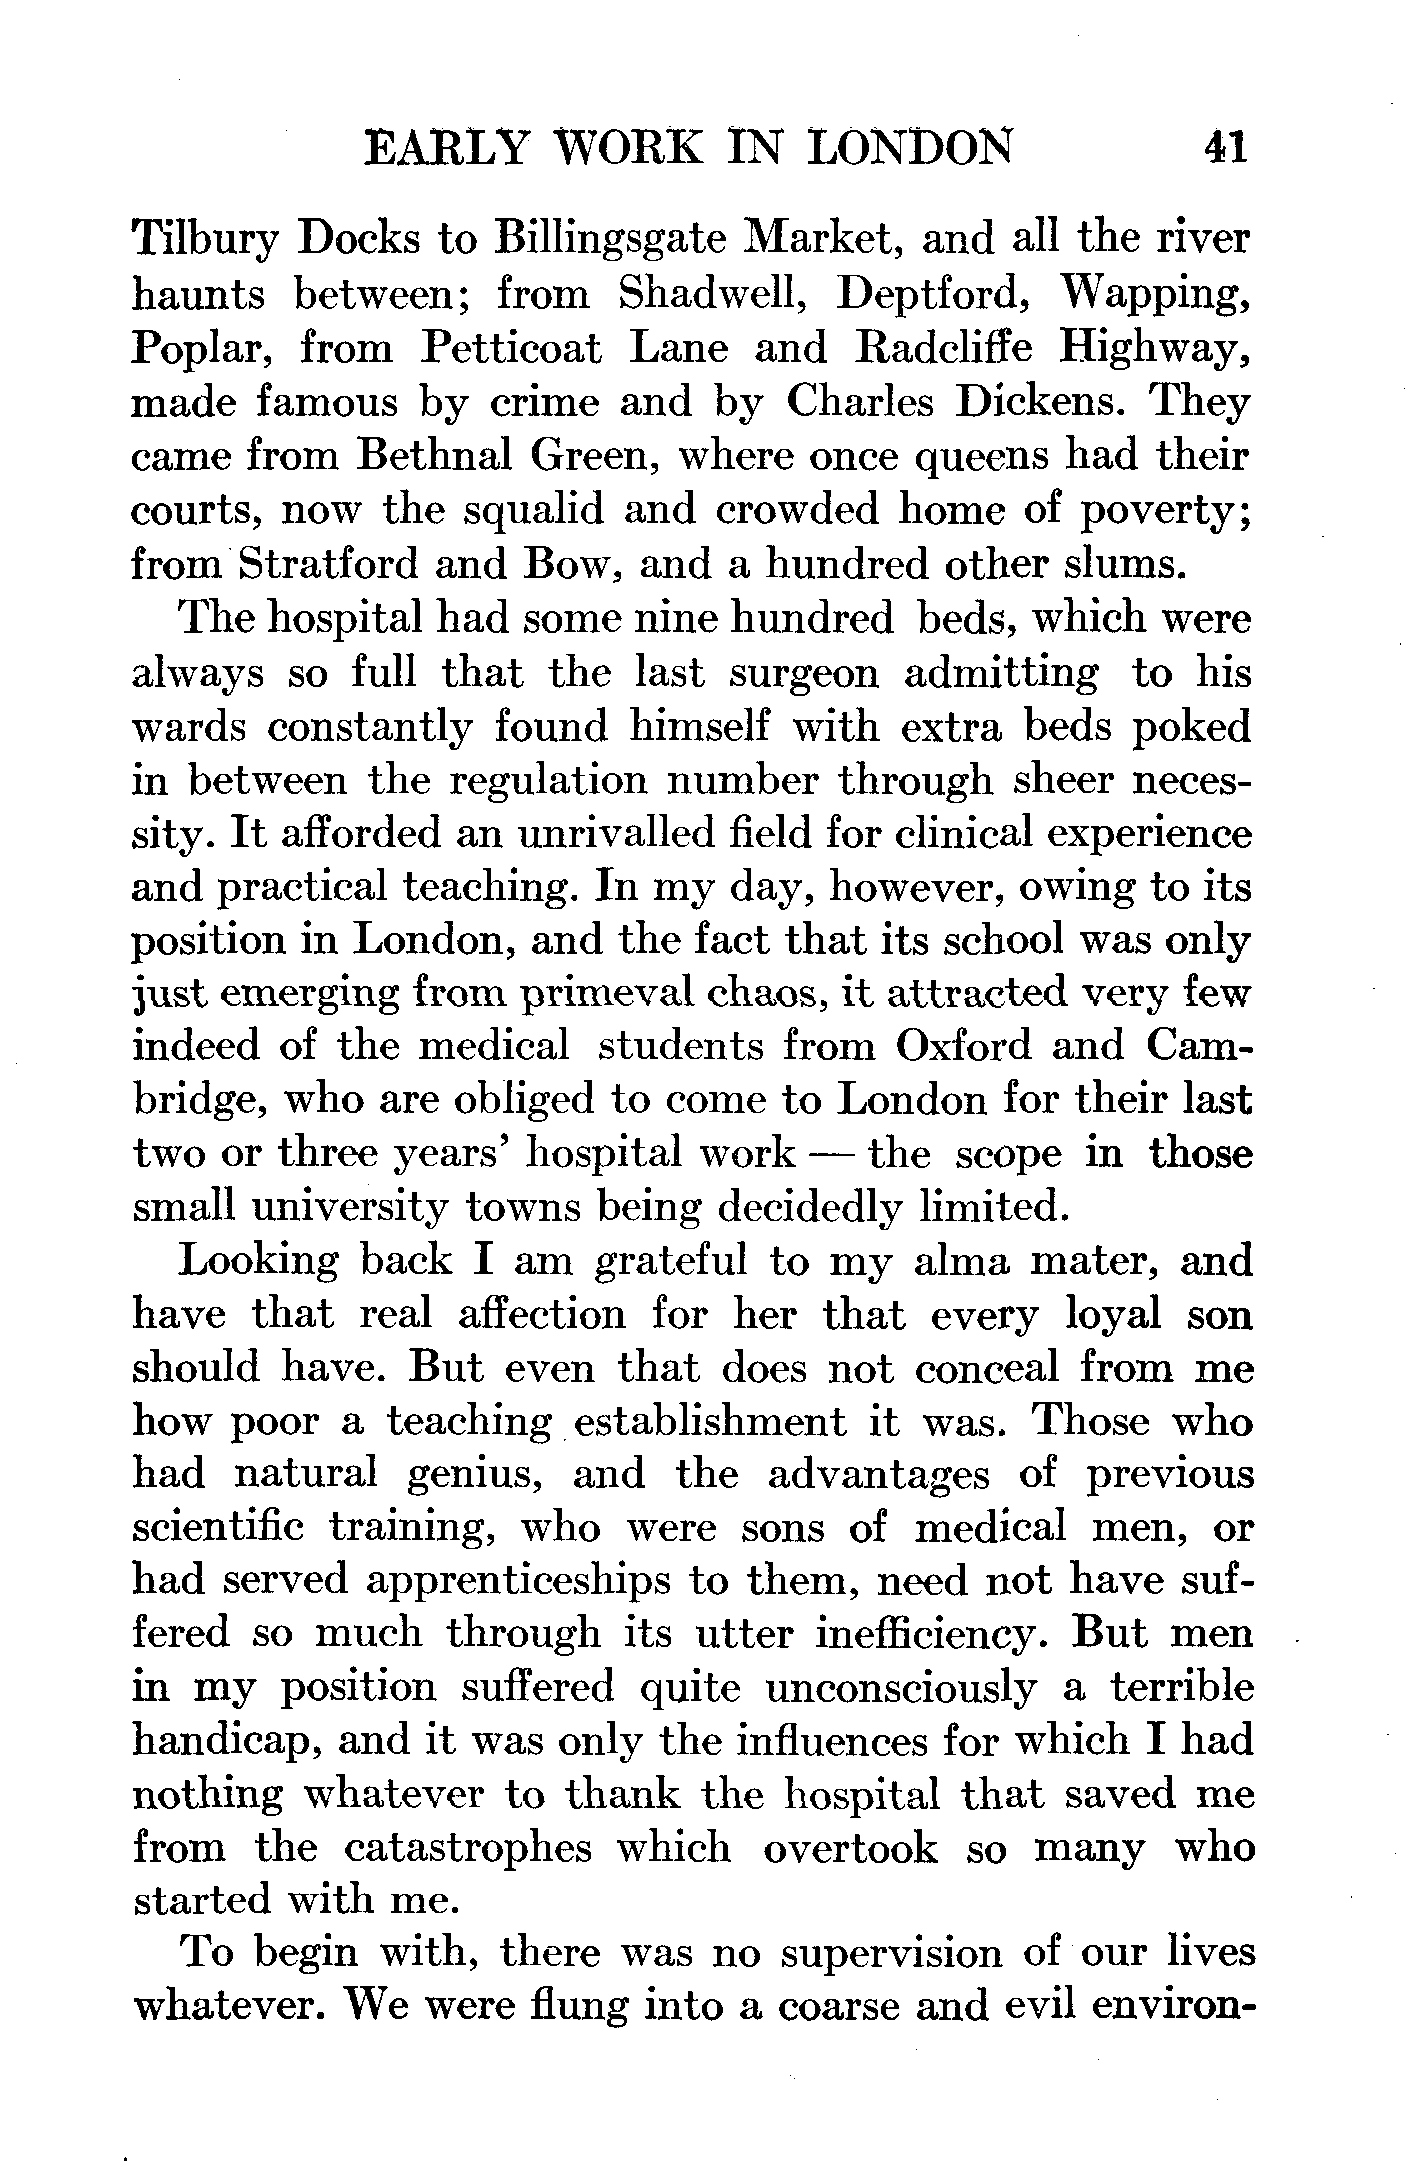 EARLY WORK IN LONDON 41
Tilbury Docks to Billingsgate Market, and all the river
haunts between; from Shadwell, Deptford, Wapping,
Poplar, from Petticoat Lane and Radcliffe Highway,
made famous by crime and by Charles Dickens. They
came from Bethnal Green, where once queens had their
courts, now the squalid and crowded home of poverty;
from Stratford and Bow, and a hundred other slums.
The hospital had some nine hundred beds, which were
always so full that the last surgeon admitting to his
wards constantly found himself with extra beds poked
in between the regulation number through sheer neces-
sity. It afforded an unrivalled field for clinical experience
and practical teaching. In my day, however, owing to its
position in London, and the fact that its school was only
just emerging from primeval chaos, it attracted very few
indeed of the medical students from Oxford and Cam-
bridge, who are obliged to come to London for their last
two or three years' hospital work — the scope in those
small university towns being decidedly limited.
Looking back I am grateful to my alma mater, and
have that real affection for her that every loyal son
should have. But even that does not conceal from me
how poor a teaching establishment it was. Those who
had natural genius, and the advantages of previous
scientific training, who were sons of medical men, or
had served apprenticeships to them, need not have suf-
fered so much through its utter inefficiency. But men
in my position suffered quite unconsciously a terrible
handicap, and it was only the influences for which I had
nothing whatever to thank the hospital that saved me
from the catastrophes which overtook so many who
started with me.
To begin with, there was no supervision of our lives
whatever. We were flung into a coarse and evil environ-